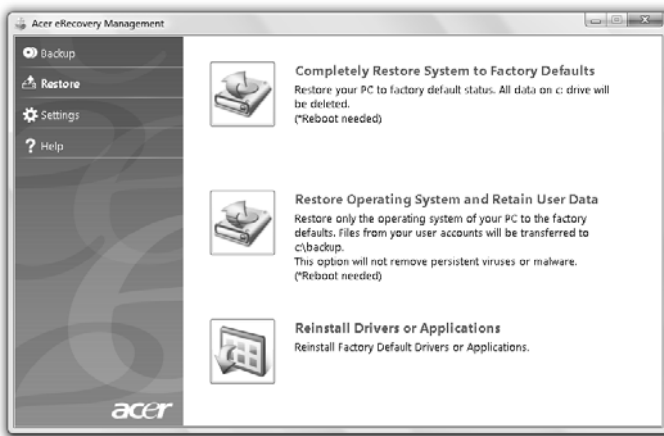 Acer eRecovery Management
Backup
Restore
Settings
? Help
Completely Restore System to Factory Defaults
Restore your PC to factory default status. All data on c: drive will
be deleted.
(*Reboot needed)
Restore Operating System and Retain User Data
Restore only the operating system of your PC to the factory
defaults. Files from your user accounts will be transferred to
c:\backup.
This option will not remove persistent viruses or malware.
(*Reboot needed)
Reinstall Drivers or Applications
Reinstall Factory Default Drivers or Applications.
acer